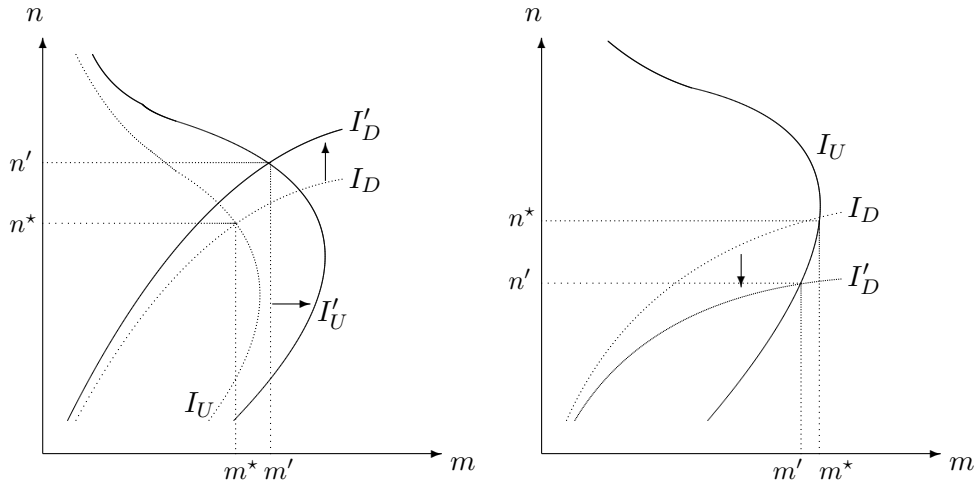 n
I′_D
n′
I_D
n⋆
I′_U
I_U
m⋆ m′
m
n
I_U
n⋆
I_D
n′
I′_D
m′ m⋆
m